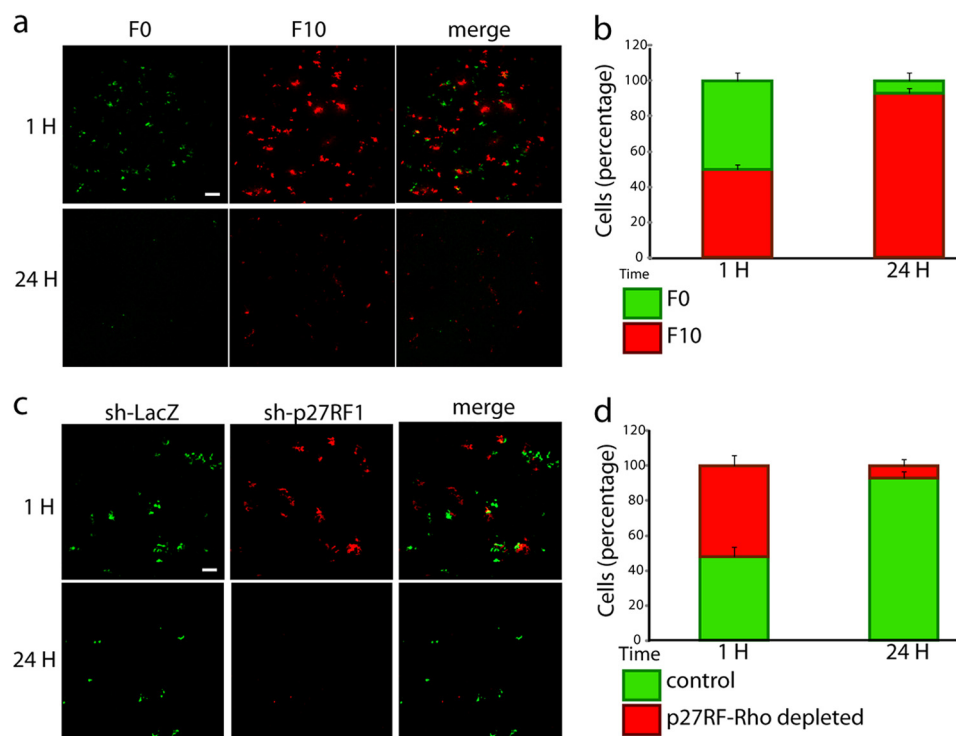 a
F0 F10 merge
1 H
24 H
b
Cells (percentage)
120
100
80
60
40
20
0
1 H 24 H
Time
F0
F10
c
sh-LacZ sh-p27RF1 merge
1 H
24 H
d
Cells (percentage)
120
100
80
60
40
20
0
1 H 24 H
Time
control
p27RF-Rho depleted